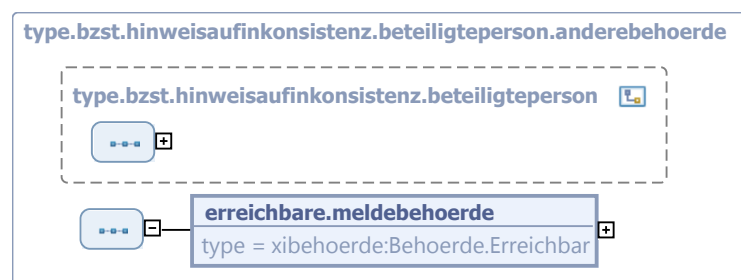 type.bzst.hinweisaufinkonsistenz.beteiligteperson.anderebehoerde
type.bzst.hinweisaufinkonsistenz.beteiligteperson
erreichbare.meldebehoerde
type = xibehoerde:Behoerde.Erreichbar